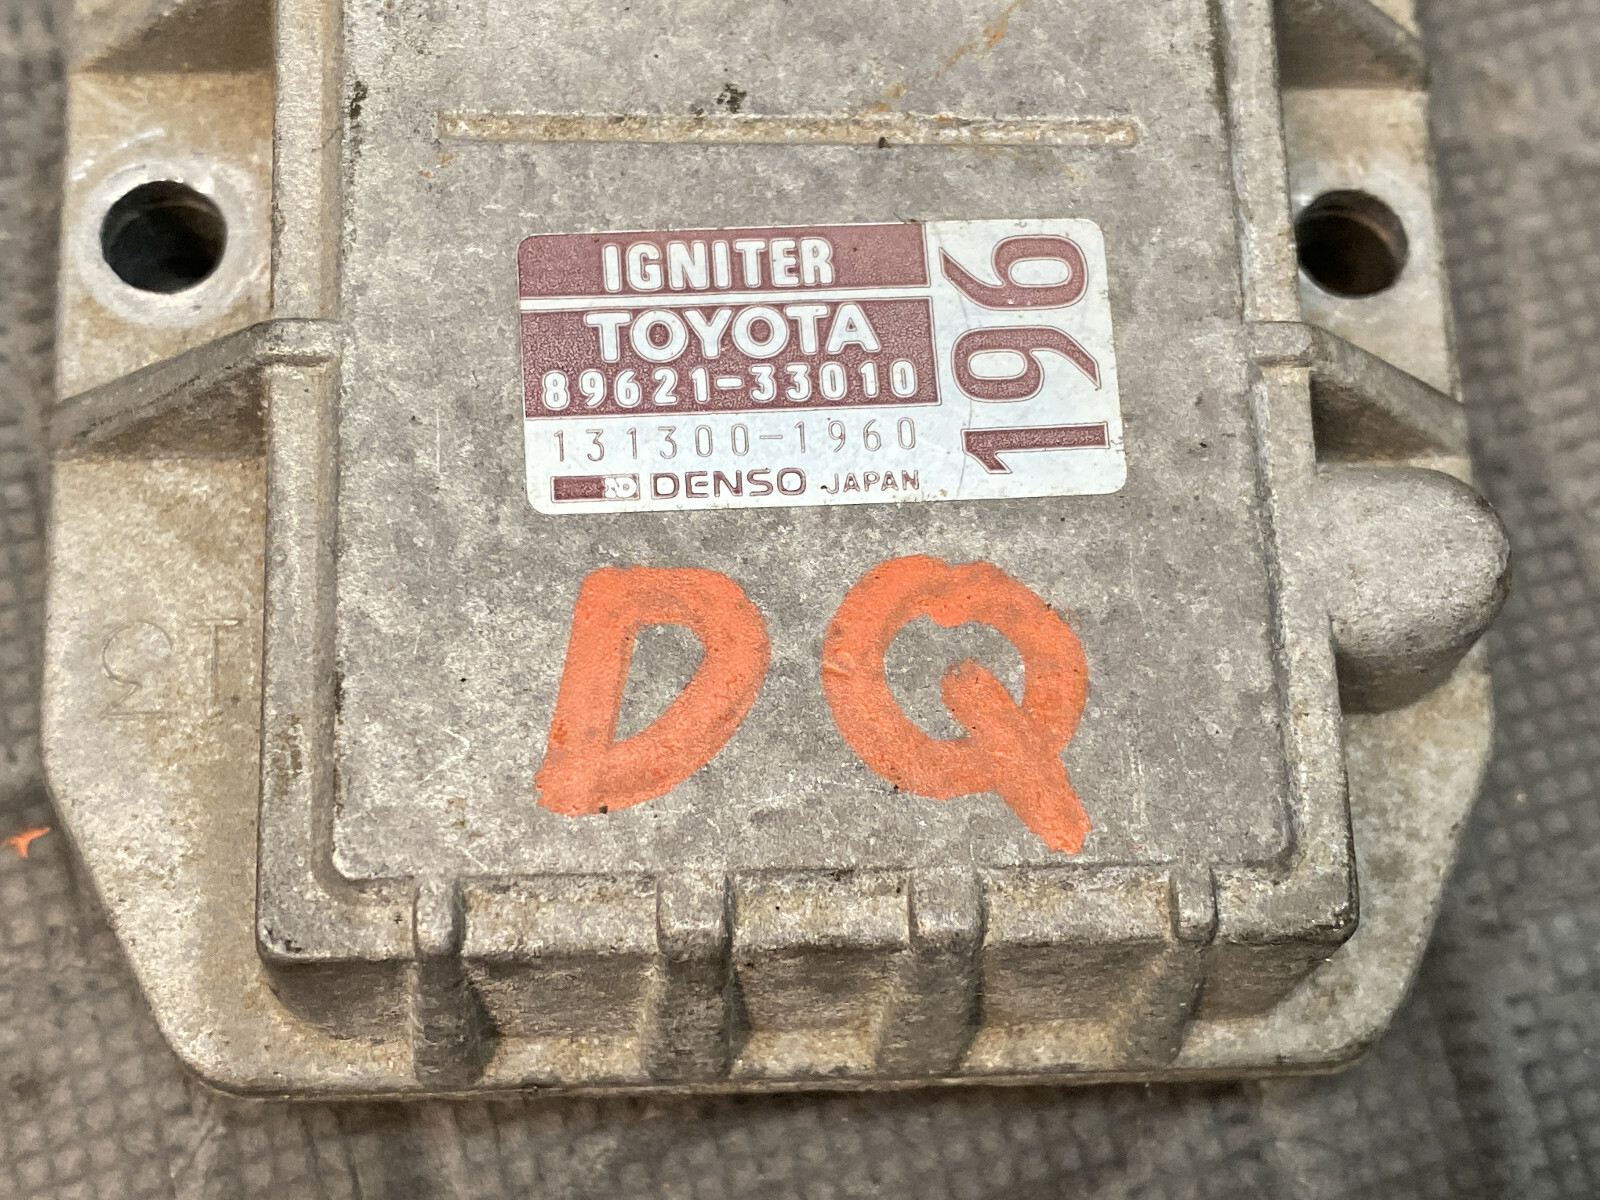 IGNITER
TOYOTA
89621-33010
131300-1960
DENSO JAPAN
196
DQ